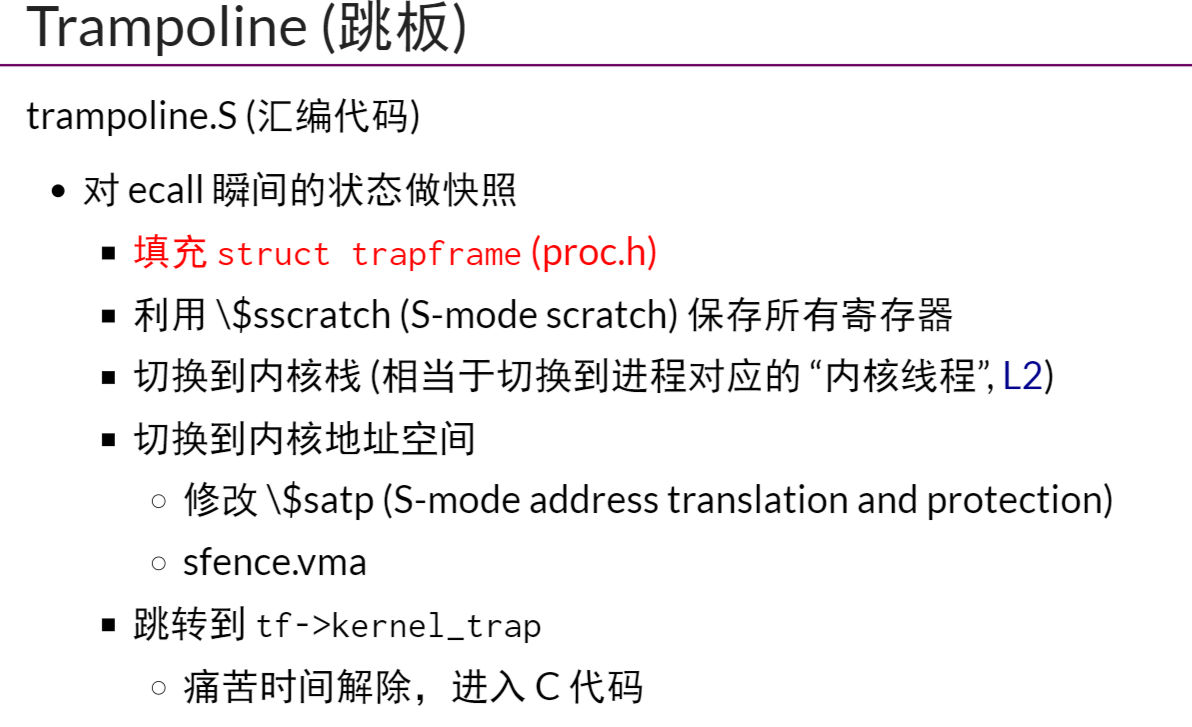 Trampoline (跳板)
trampoline.S (汇编代码)
对 ecall 瞬间的状态做快照
填充 struct trapframe (proc.h)
利用 \$sscratch (S-mode scratch) 保存所有寄存器
切换到内核栈 (相当于切换到进程对应的 “内核线程”, L2)
切换到内核地址空间
修改 \$satp (S-mode address translation and protection)
sfence.vma
跳转到 tf->kernel_trap
痛苦时间解除，进入 C 代码